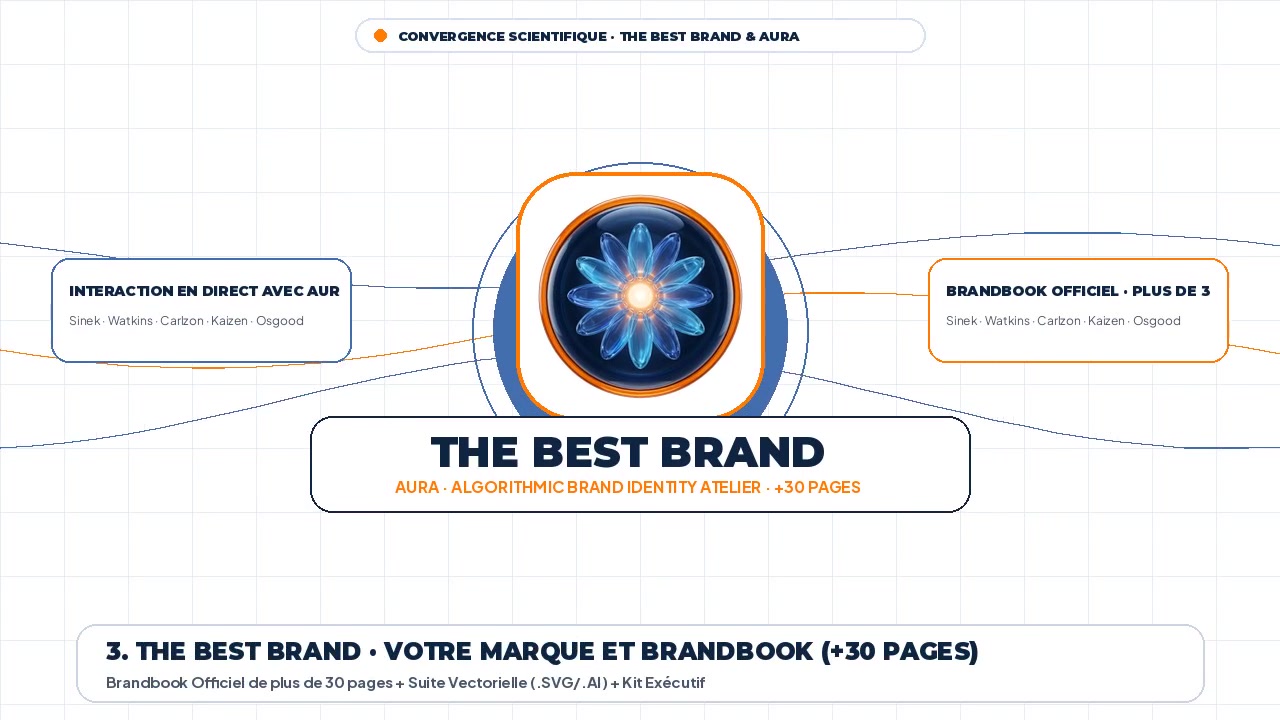 CONVERGENCE SCIENTIFIQUE · THE BEST BRAND & AURA
INTERACTION EN DIRECT AVEC AUR
Sinek · Watkins · Carlzon · Kaizen · Osgood
BRANDBOOK OFFICIEL · PLUS DE 3
Sinek · Watkins · Carlzon · Kaizen · Osgood
THE BEST BRAND
AURA · ALGORITHMIC BRAND IDENTITY ATELIER · +30 PAGES
3. THE BEST BRAND · VOTRE MARQUE ET BRANDBOOK (+30 PAGES)
Brandbook Officiel de plus de 30 pages + Suite Vectorielle (.SVG/.AI) + Kit Exécutif